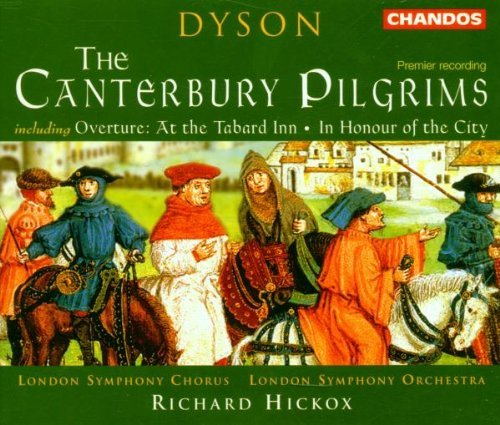 DYSON
CHANDOS
Premier recording
THE
CANTERBURY PILGRIMS
including OVERTURE: AT THE TABARD INN • IN HONOUR OF THE CITY
LONDON SYMPHONY CHORUS LONDON SYMPHONY ORCHESTRA
RICHARD HICKOX